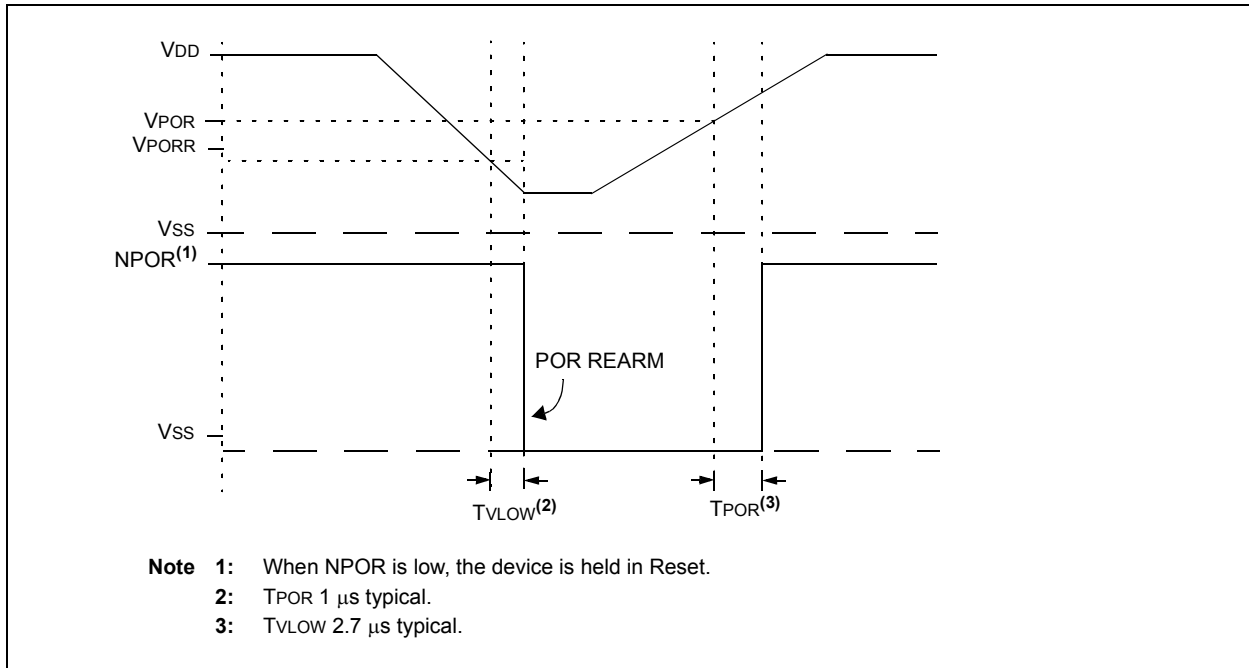 VDD
VPOR
VPORR
VSS
NPOR(1)
POR REARM
VSS
TVLOW(2)
TPOR(3)
Note 1: When NPOR is low, the device is held in Reset.
2: TPOR 1 μs typical.
3: TVLOW 2.7 μs typical.